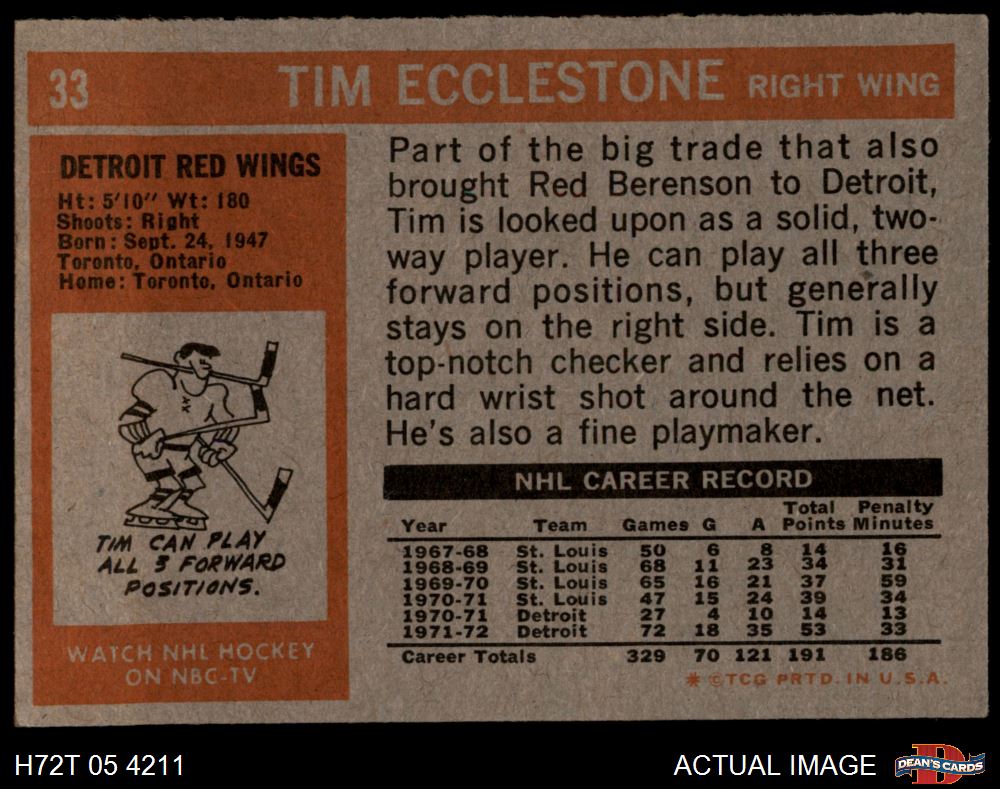 33 TIM ECCLESTONE RIGHT WING
DETROIT RED WINGS
Ht: 5'10" Wt: 180
Shoots: Right
Born: Sept. 24, 1947
Toronto, Ontario
Home: Toronto, Ontario
TIM CAN PLAY
ALL 3 FORWARD
POSITIONS.
WATCH NHL HOCKEY
ON NBC-TV
Part of the big trade that also
brought Red Berenson to Detroit,
Tim is looked upon as a solid, two-
way player. He can play all three
forward positions, but generally
stays on the right side. Tim is a
top-notch checker and relies on a
hard wrist shot around the net.
He's also a fine playmaker.
NHL CAREER RECORD
Year Team Games G A Total Points Penalty Minutes
1967-68 St. Louis 50 6 8 14 16
1968-69 St. Louis 68 11 23 34 31
1969-70 St. Louis 65 16 21 37 59
1970-71 St. Louis 47 15 24 39 34
1970-71 Detroit 27 4 10 14 13
1971-72 Detroit 72 18 35 53 33
Career Totals 329 70 121 191 186
* ©TCG PRTD. IN U.S.A.
H72T 05 4211
ACTUAL IMAGE
D
DEAN'S CARDS